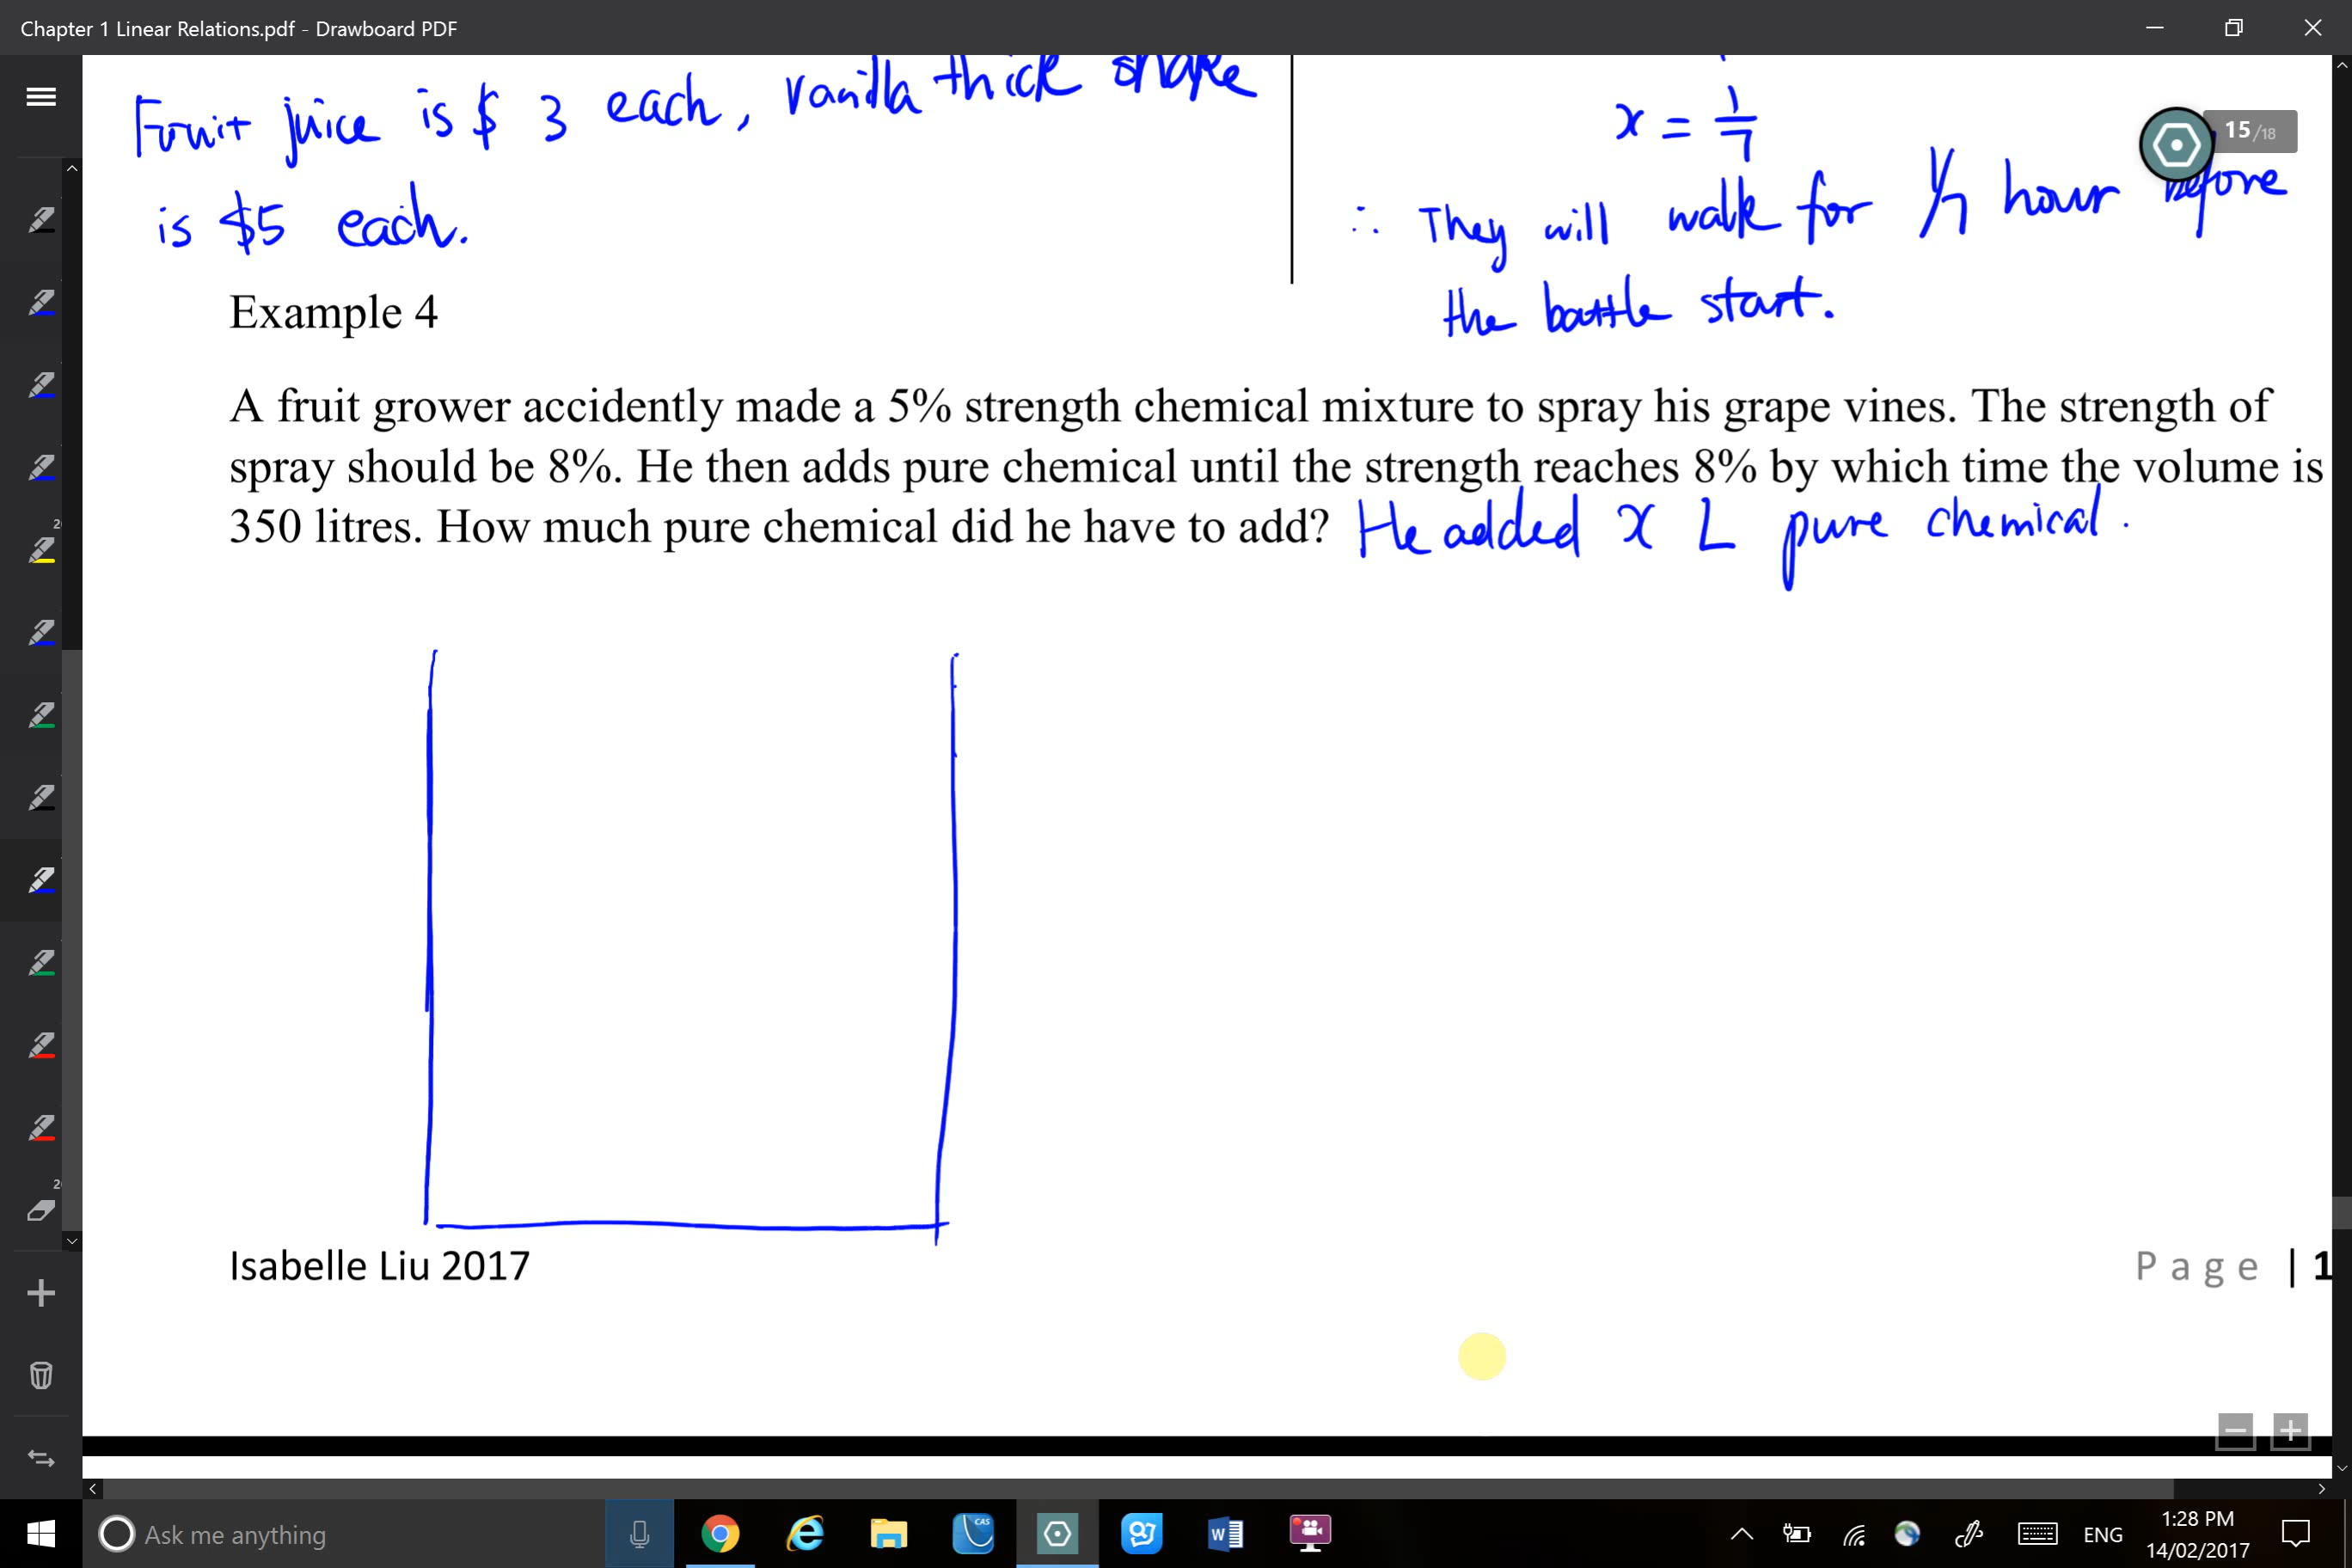 Chapter 1 Linear Relations.pdf - Drawboard PDF
Fruit juice is $ 3 each, vanilla thick shake
is $5 each.
x = 1/7
15/18
∴ They will walk for 1/7 hour before
the battle start.
Example 4
A fruit grower accidently made a 5% strength chemical mixture to spray his grape vines. The strength of
spray should be 8%. He then adds pure chemical until the strength reaches 8% by which time the volume is
350 litres. How much pure chemical did he have to add? He added x L pure chemical.
Isabelle Liu 2017
Page | 1
Ask me anything
CAS
ENG
1:28 PM
14/02/2017